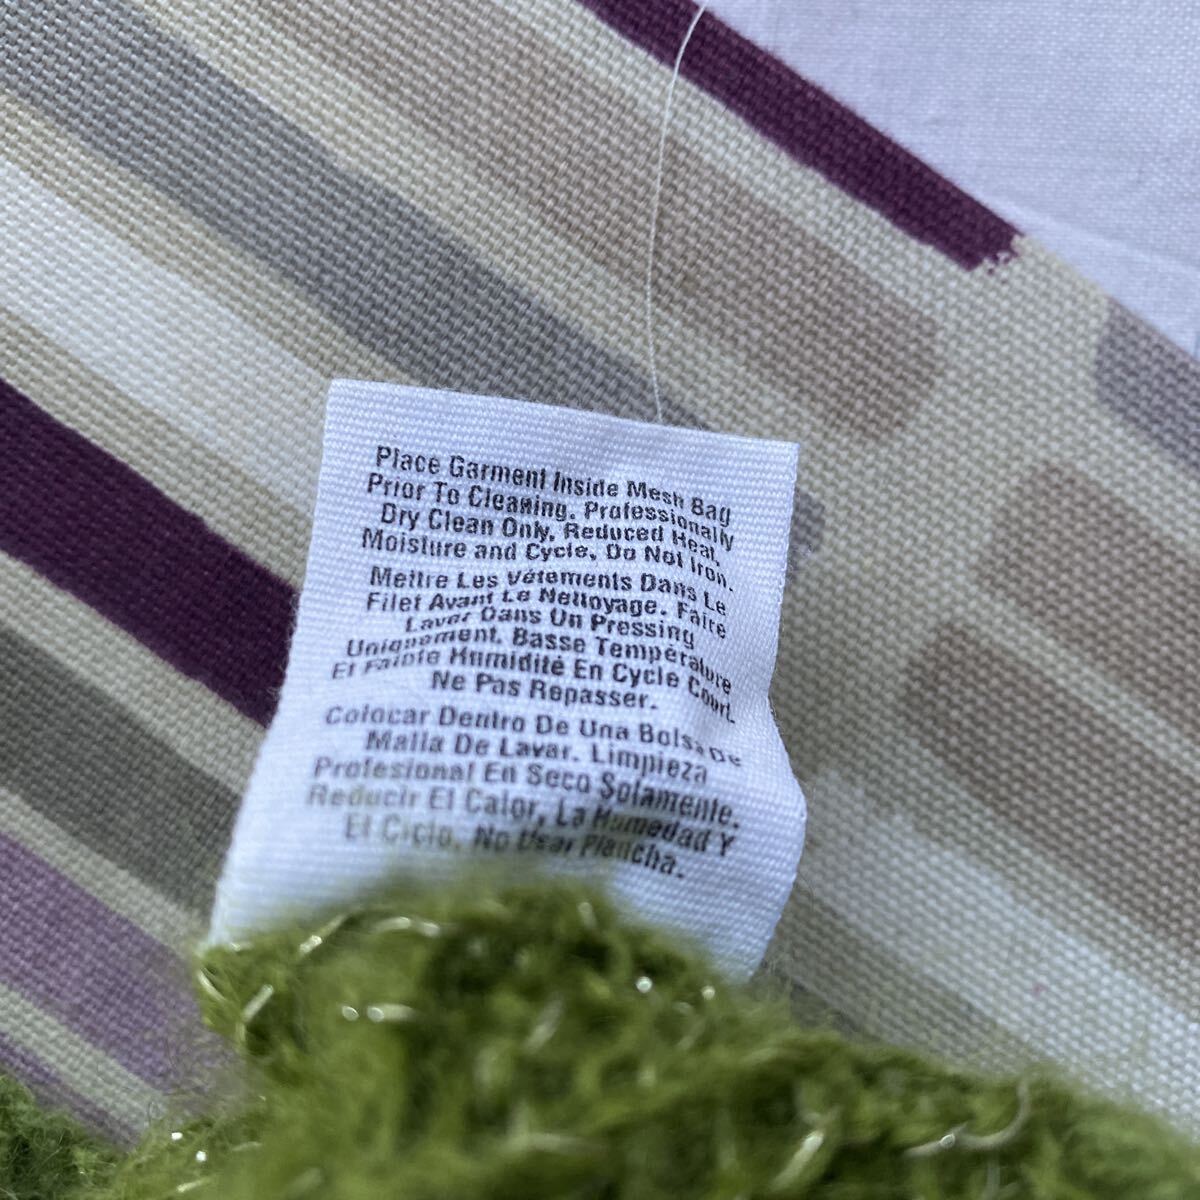 Place Garment Inside Mesh Bag
Prior To Cleaning. Professionally
Dry Clean Only, Reduced Heat,
Moisture and Cycle. Do Not Iron.
Mettre Les Vêtements Dans Le
Filet Avant Le Nettoyage. Faire
Laver Dans Un Pressing
Uniquement. Basse Température
Et Faible Humidité En Cycle Court.
Ne Pas Repasser.
Colocar Dentro De Una Bolsa De
Malla De Lavar. Limpieza
Profesional En Seco Solamente.
Reducir El Calor, La Humedad Y
El Ciclo. No Usar Plancha.